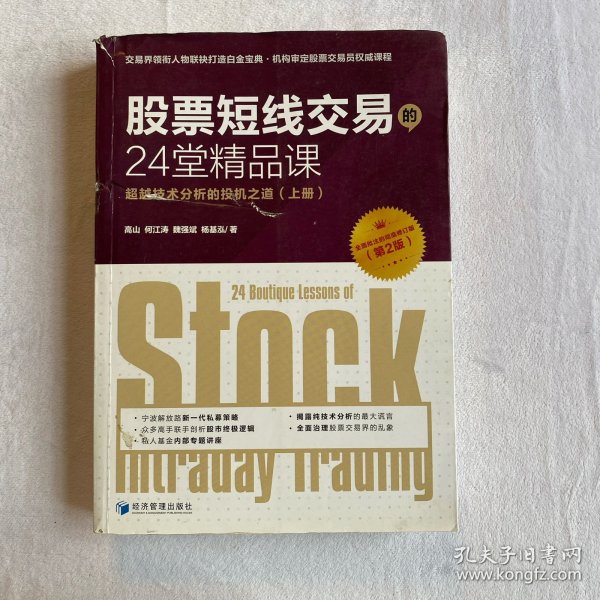 交易界领衔人物联袂打造白金宝典·机构审定股票交易员权威课程
股票短线交易的
24堂精品课
超越技术分析的投机之道（上册）
高山 何江涛 魏强斌 杨基泓/著
全面批注的超级修订版
（第2版）
24 Boutique Lessons of
Stock
·宁波解放路新一代私募策略
·众多高手联手剖析股市终极逻辑
·私人基金内部专题讲座
·揭露纯技术分析的最大谎言
·全面治理股票交易界的乱象
Intraday Trading
经济管理出版社
孔夫子旧书网
www.kongfz.com